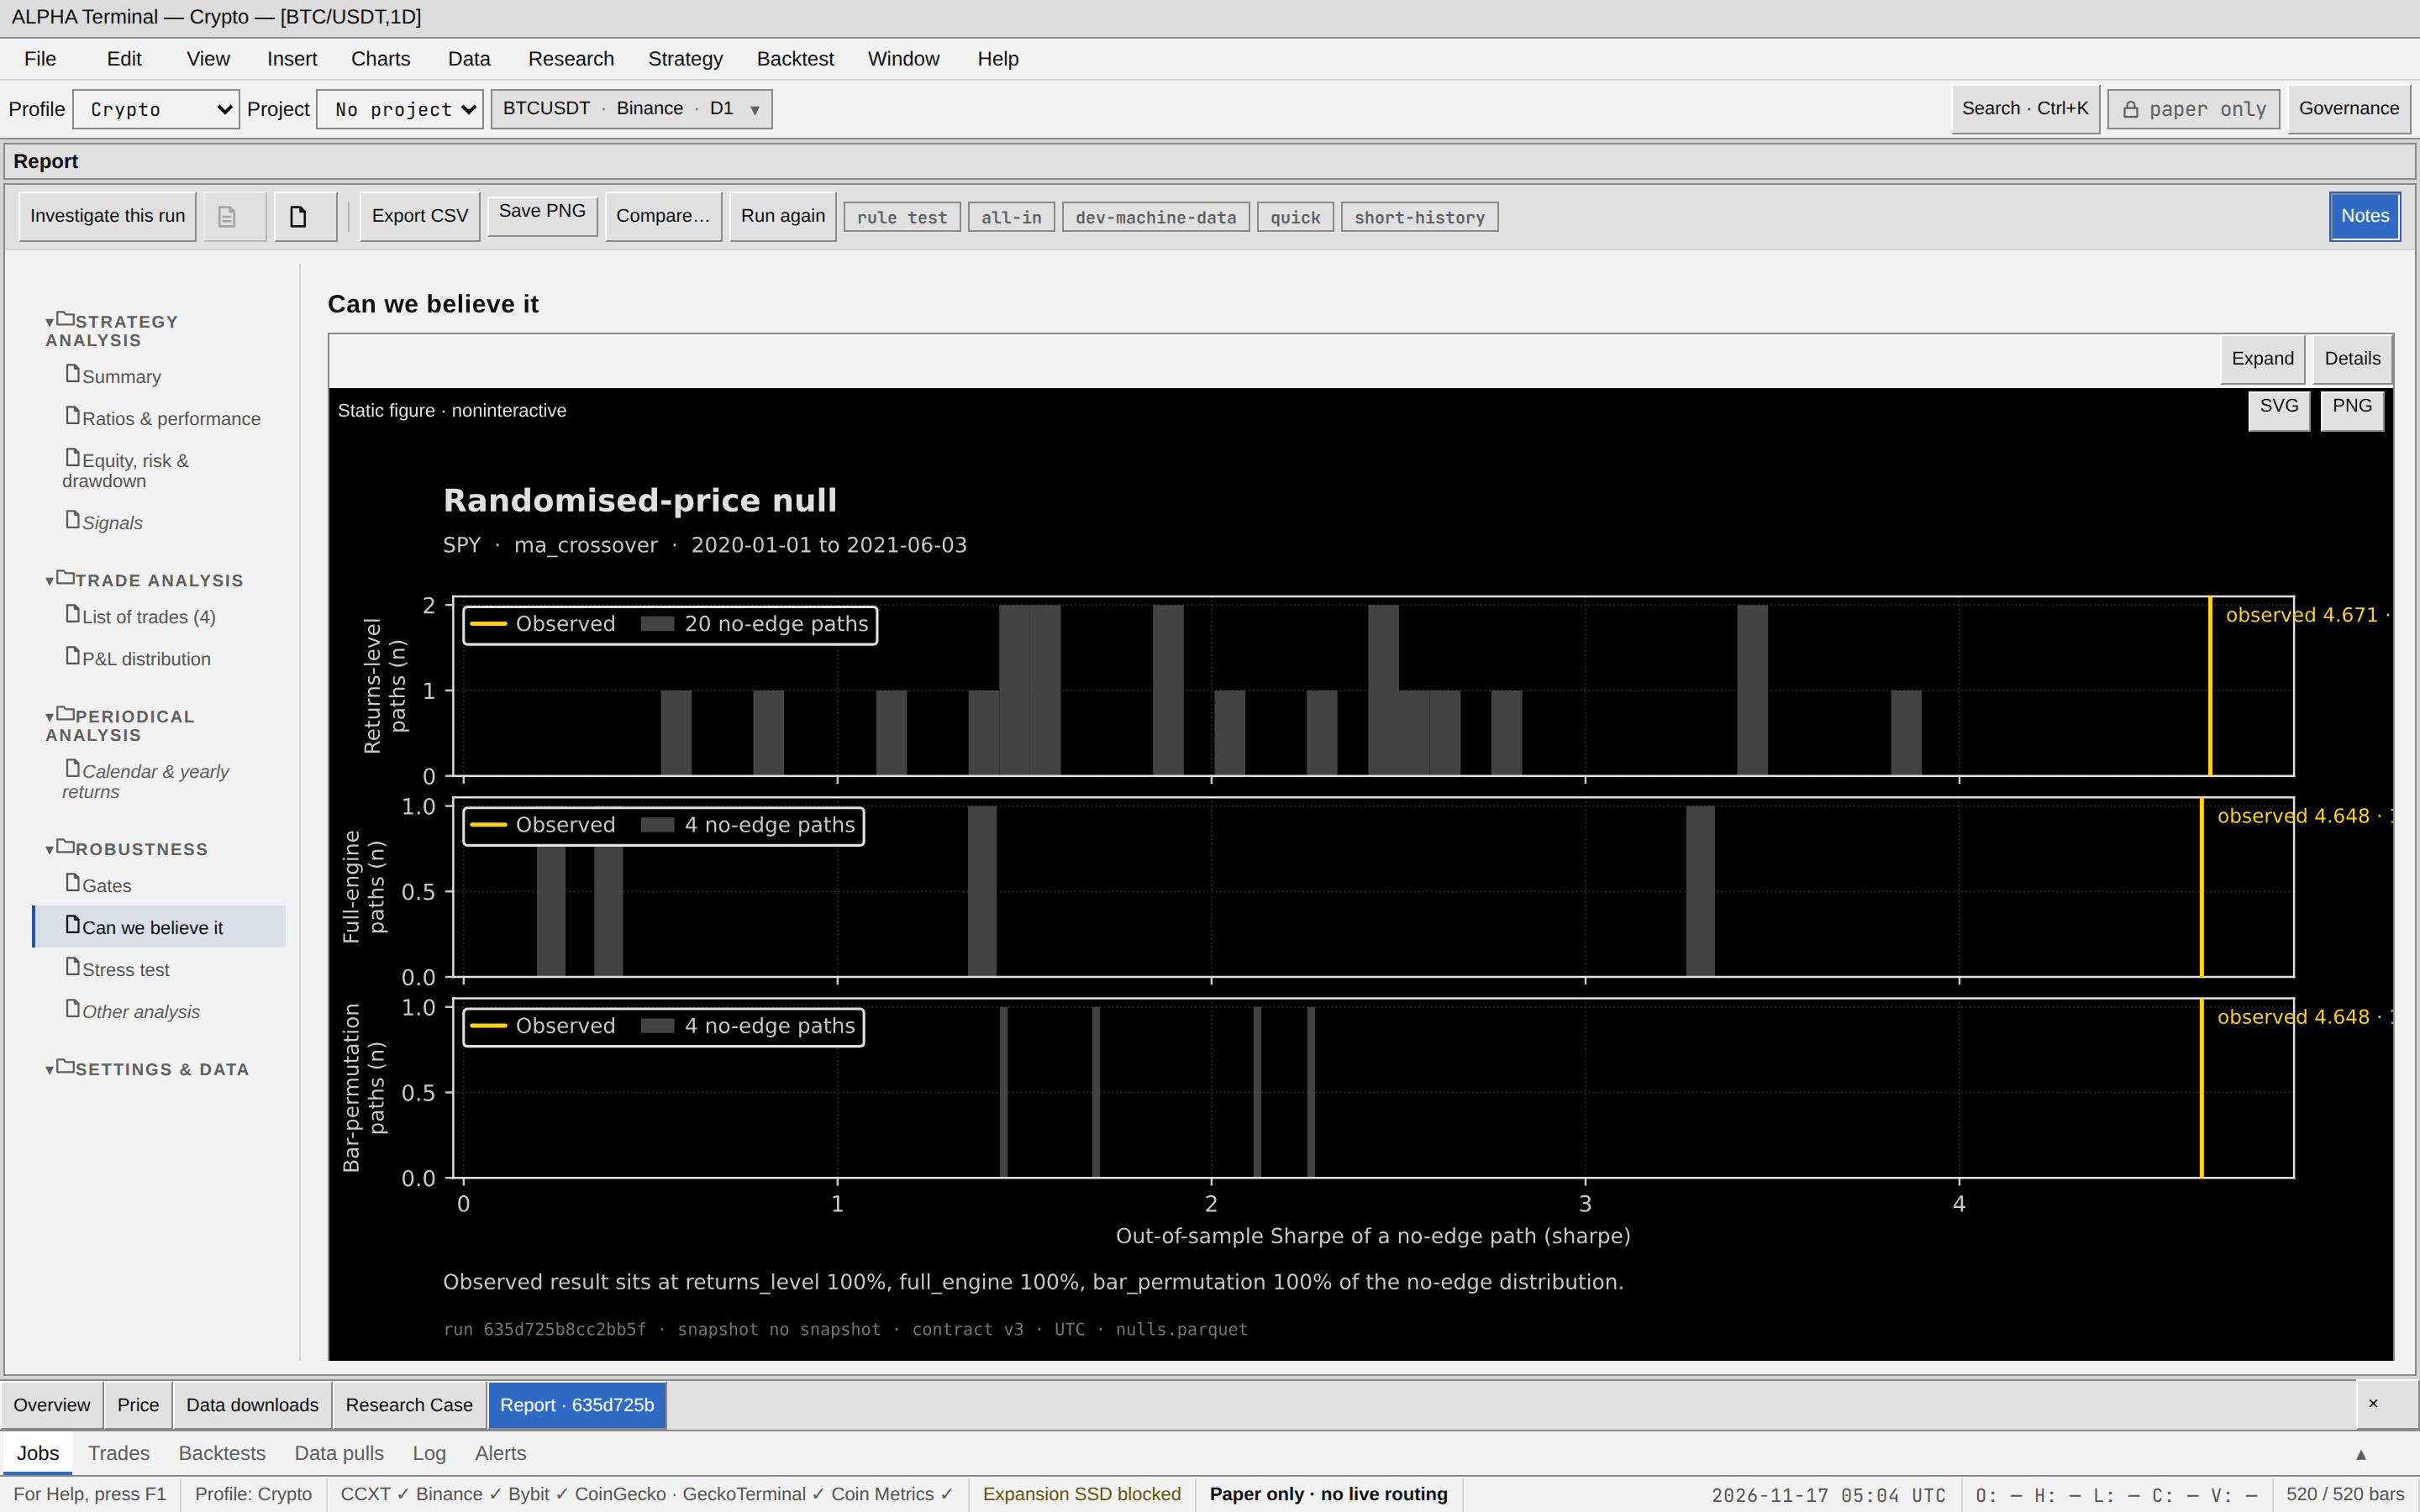 ALPHA Terminal — Crypto — [BTC/USDT,1D]
File Edit View Insert Charts Data Research Strategy Backtest Window Help
Profile Crypto Project No project BTCUSDT · Binance · D1 ▾ Search · Ctrl+K paper only Governance
Report
Investigate this run Export CSV Save PNG Compare… Run again rule test all-in dev-machine-data quick short-history Notes
▾ STRATEGY
ANALYSIS
Summary
Ratios & performance
Equity, risk &
drawdown
Signals
▾ TRADE ANALYSIS
List of trades (4)
P&L distribution
▾ PERIODICAL
ANALYSIS
Calendar & yearly
returns
▾ ROBUSTNESS
Gates
Can we believe it
Stress test
Other analysis
▾ SETTINGS & DATA
Can we believe it
Expand Details
Static figure · noninteractive SVG PNG
Randomised-price null
SPY · ma_crossover · 2020-01-01 to 2021-06-03
Returns-level
paths (n)
2
1
0
Observed 20 no-edge paths
observed 4.671 ·
Full-engine
paths (n)
1.0
0.5
0.0
Observed 4 no-edge paths
observed 4.648 ·
Bar-permutation
paths (n)
1.0
0.5
0.0
Observed 4 no-edge paths
observed 4.648 ·
0 1 2 3 4
Out-of-sample Sharpe of a no-edge path (sharpe)
Observed result sits at returns_level 100%, full_engine 100%, bar_permutation 100% of the no-edge distribution.
run 635d725b8cc2bb5f · snapshot no snapshot · contract v3 · UTC · nulls.parquet
Overview Price Data downloads Research Case Report · 635d725b ×
Jobs Trades Backtests Data pulls Log Alerts ▲
For Help, press F1 Profile: Crypto CCXT ✓ Binance ✓ Bybit ✓ CoinGecko · GeckoTerminal ✓ Coin Metrics ✓ Expansion SSD blocked Paper only · no live routing 2026-11-17 05:04 UTC O: — H: — L: — C: — V: — 520 / 520 bars